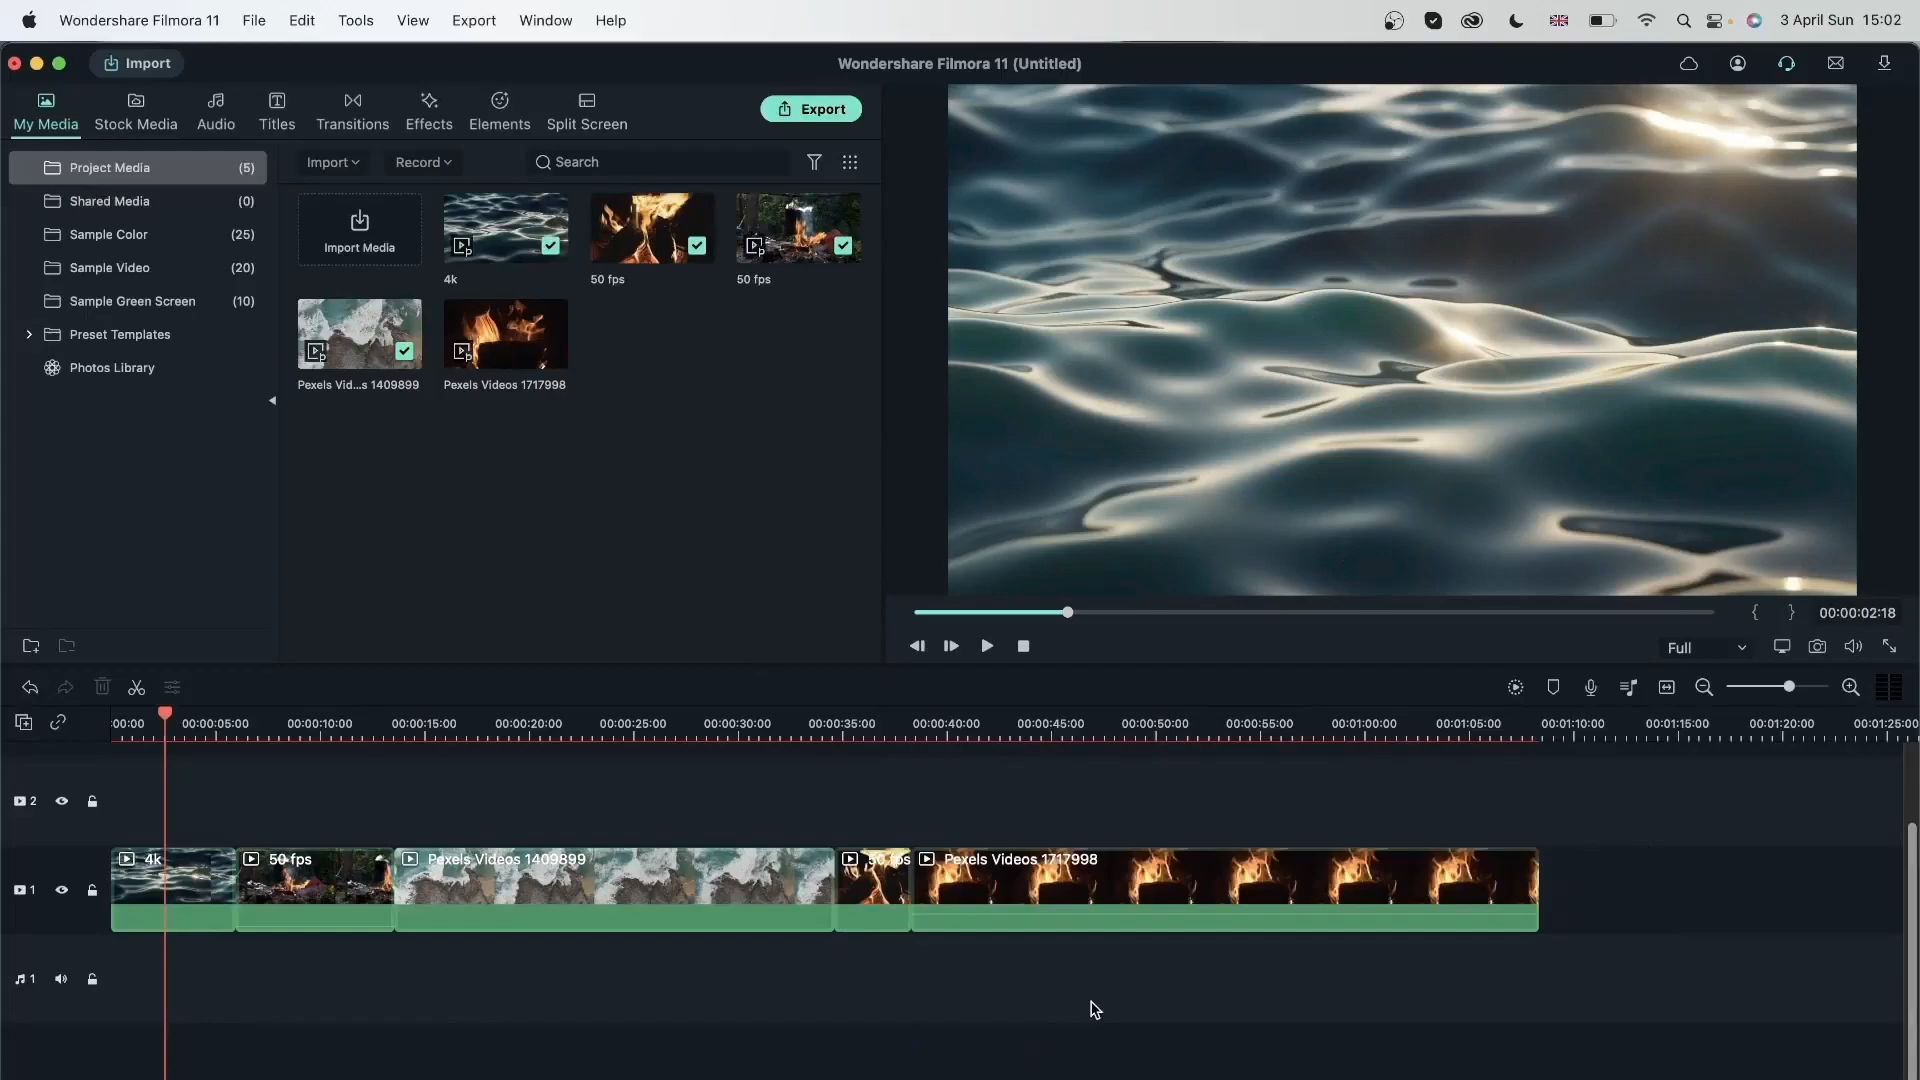 Wondershare Filmora 11 File Edit Tools View Export Window Help 3 April Sun 15:02
Import Wondershare Filmora 11 (Untitled)
My Media Stock Media Audio Titles Transitions Effects Elements Split Screen Export
Project Media (5)
Shared Media (0)
Sample Color (25)
Sample Video (20)
Sample Green Screen (10)
Preset Templates
Photos Library
Import Record Search
Import Media
4k
50 fps
50 fps
Pexels Vid...s 1409899
Pexels Videos 1717998
{ } 00:00:02:18
Full
:00:00 00:00:05:00 00:00:10:00 00:00:15:00 00:00:20:00 00:00:25:00 00:00:30:00 00:00:35:00 00:00:40:00 00:00:45:00 00:00:50:00 00:00:55:00 00:01:00:00 00:01:05:00 00:01:10:00 00:01:15:00 00:01:20:00 00:01:25:00
2
4k 50 fps Pexels Videos 1409899 50 fps Pexels Videos 1717998
1
1